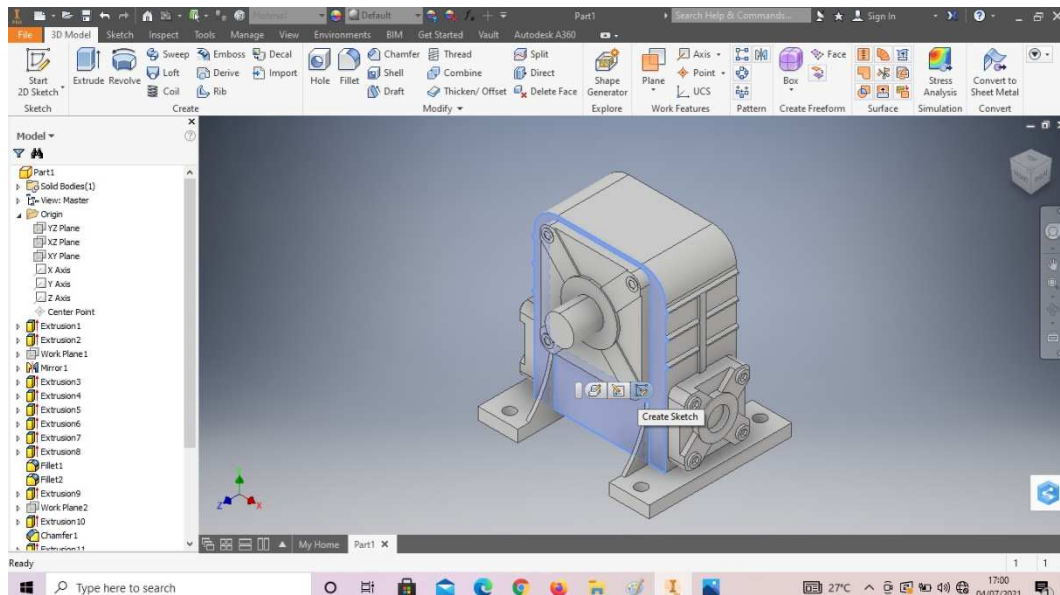 Material
Default
Part1
Search Help & Commands...
Sign In
File 3D Model Sketch Inspect Tools Manage View Environments BIM Get Started Vault Autodesk A360
Start
2D Sketch
Extrude Revolve
Sweep Emboss Decal
Loft Derive Import
Coil Rib
Hole Fillet
Chamfer Thread Split
Shell Combine Direct
Draft Thicken/ Offset Delete Face
Shape
Generator
Plane
Axis
Point
UCS
Box
Face
Stress
Analysis
Convert to
Sheet Metal
Sketch Create Modify Explore Work Features Pattern Create Freeform Surface Simulation Convert
Model
Part1
Solid Bodies(1)
View: Master
Origin
YZ Plane
XZ Plane
XY Plane
X Axis
Y Axis
Z Axis
Center Point
Extrusion1
Extrusion2
Work Plane1
Mirror1
Extrusion3
Extrusion4
Extrusion5
Extrusion6
Extrusion7
Extrusion8
Fillet1
Fillet2
Extrusion9
Work Plane2
Extrusion10
Chamfer1
Extrusion11
Create Sketch
Z
X
My Home Part1
Ready
1 1
Type here to search
27°C
17:00
04/07/2021